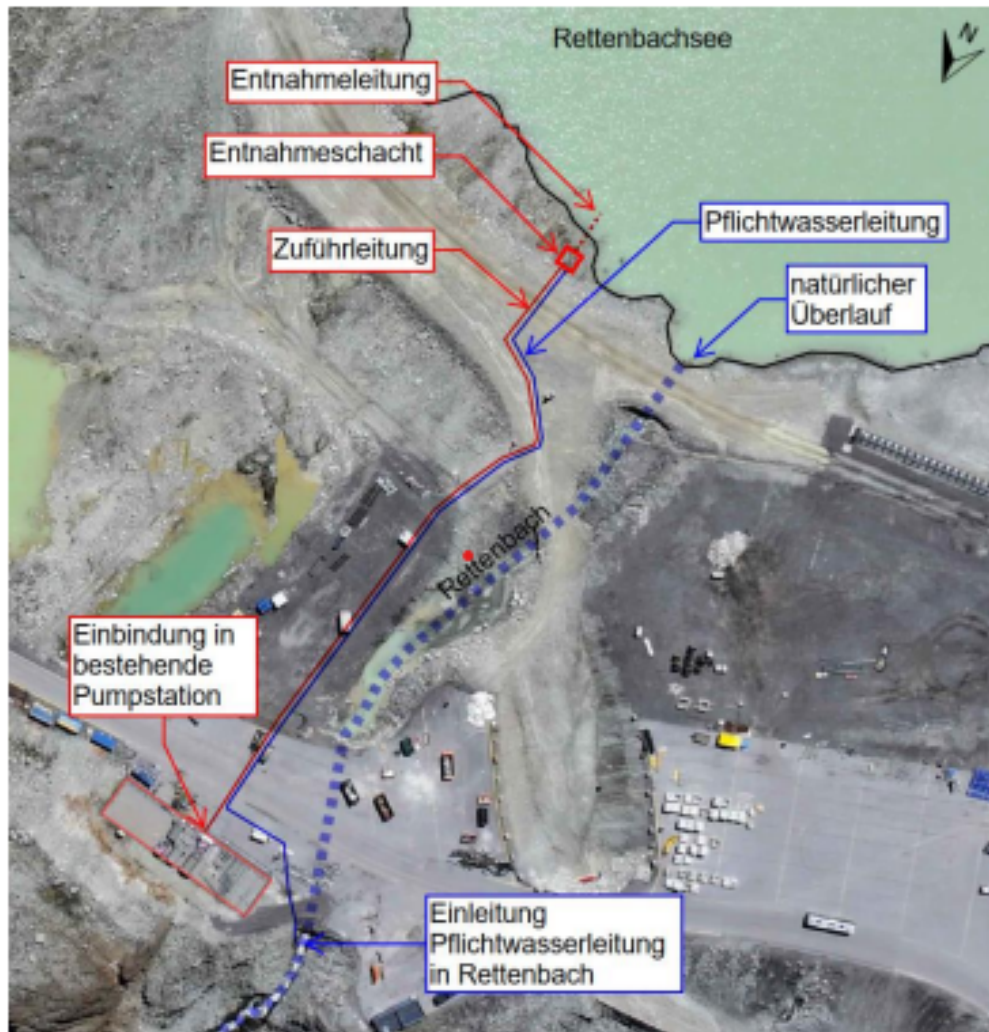 Rettenbachsee
N
Entnahmeleitung
Entnahmeschacht
Pflichtwasserleitung
Zuführleitung
natürlicher
Überlauf
Rettenbach
Einbindung in
bestehende
Pumpstation
Einleitung
Pflichtwasserleitung
in Rettenbach